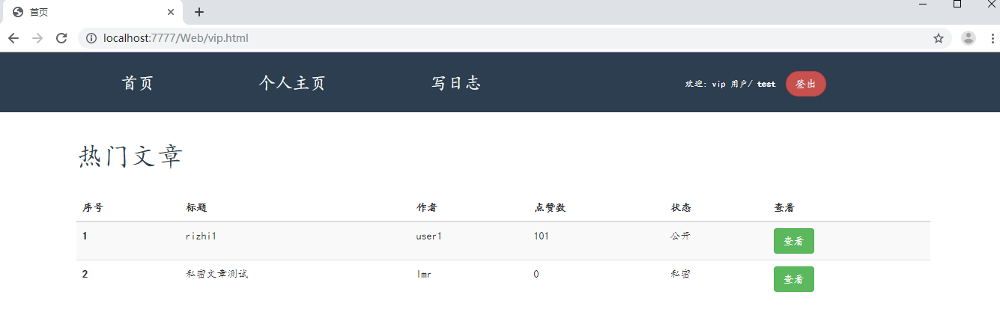 首页
localhost:7777/Web/vip.html
首页 个人主页 写日志 欢迎: vip 用户/ test 登出
热门文章
序号 标题 作者 点赞数 状态 查看
1 rizhi1 user1 101 公开 查看
2 私密文章测试 lmr 0 私密 查看